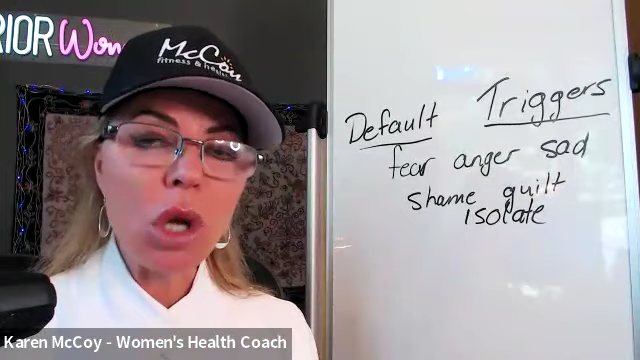 RIOR Wom
McCoy
fitness & health
Default Triggers
fear anger sad
shame guilt
isolate
Karen McCoy - Women's Health Coach